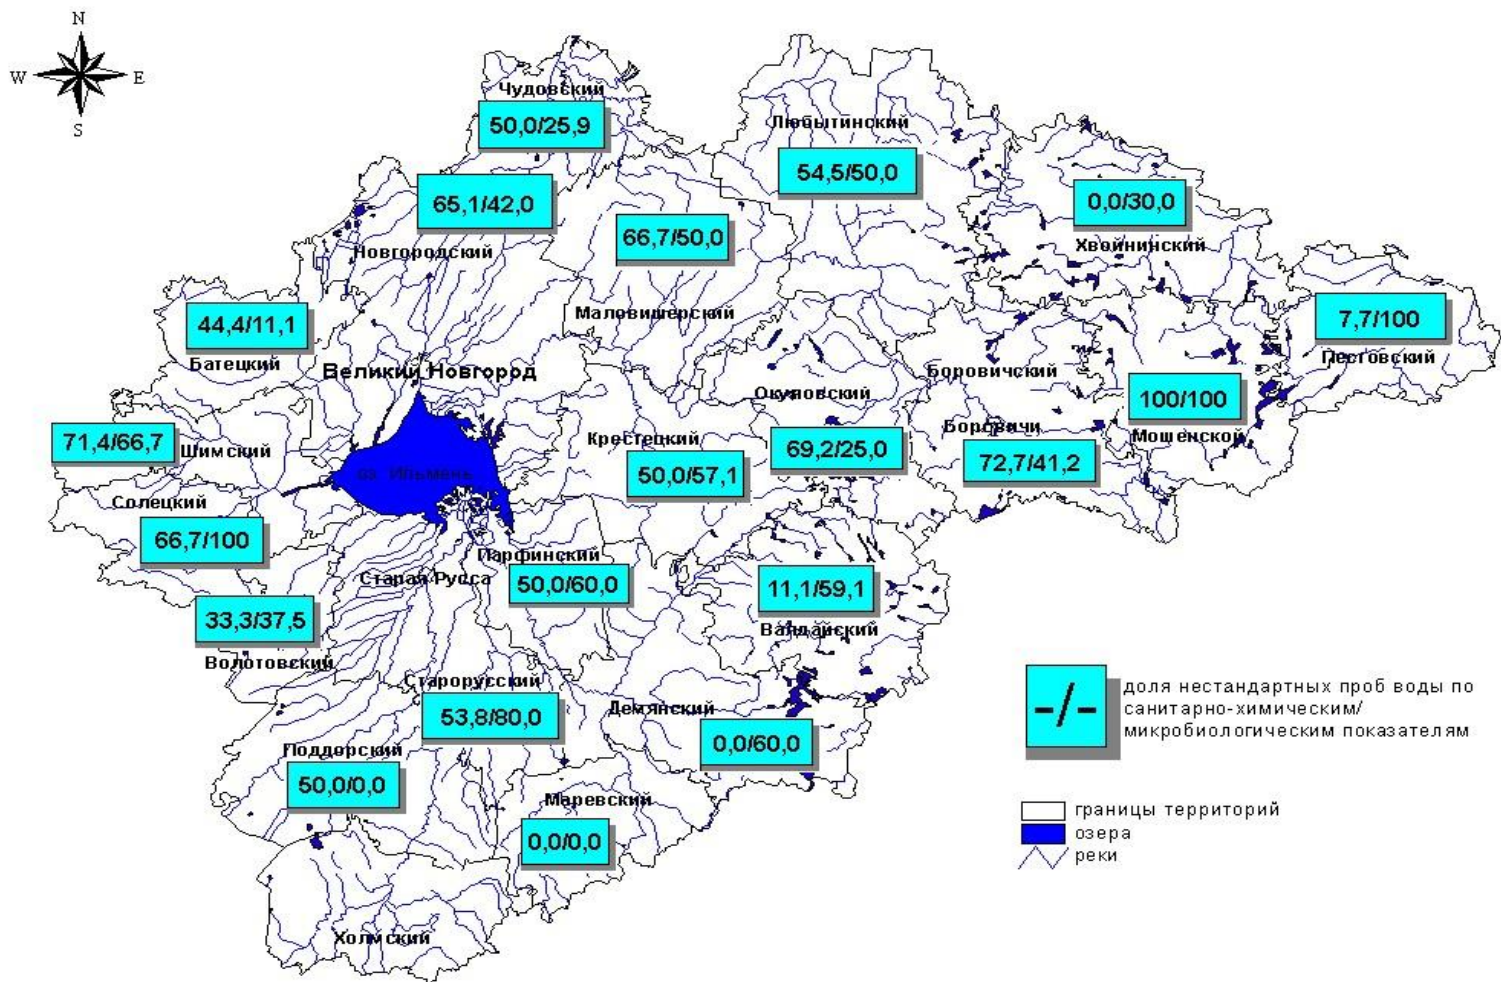 N
W
E
S
Чудовский
50,0/25,9
Любытинский
54,5/50,0
65,1/42,0
Новгородский
66,7/50,0
Маловишерский
0,0/30,0
Хвойнинский
44,4/11,1
Батецкий
7,7/100
Пестовский
Великий Новгород
Окуловский
69,2/25,0
Боровичский
Боровичи
72,7/41,2
100/100
Мошенской
71,4/66,7
Шимский
оз. Ильмень
Крестецкий
50,0/57,1
Солецкий
66,7/100
Парфинский
50,0/60,0
Старая Русса
33,3/37,5
Волотовский
11,1/59,1
Валдайский
Старорусский
53,8/80,0
Демянский
0,0/60,0
Поддорский
50,0/0,0
Маревский
0,0/0,0
Холмский
-/-
доля нестандартных проб воды по
санитарно-химическим/
микробиологическим показателям
границы территорий
озера
реки